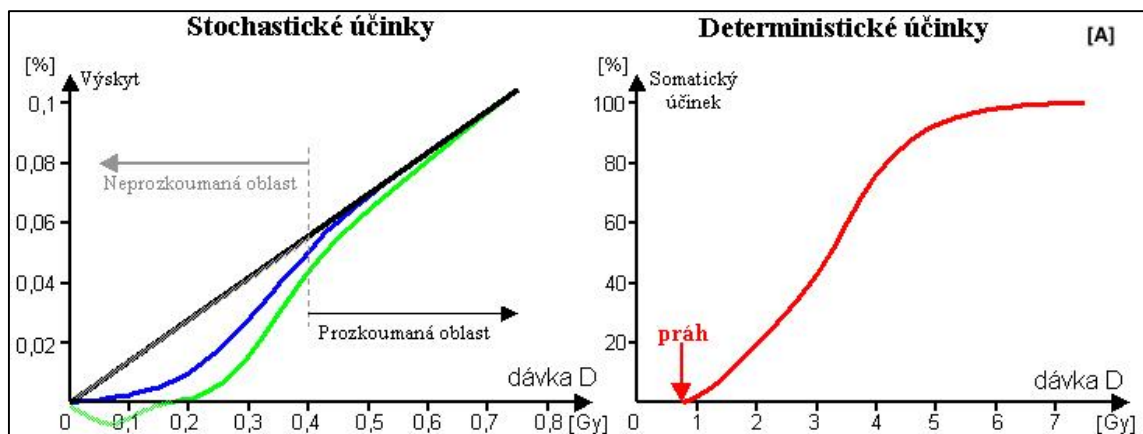 Stochastické účinky
[%]
Výskyt
0,1
0,08
0,06
0,04
0,02
0
Neprozkoumaná oblast
Prozkoumaná oblast
dávka D
0,1 0,2 0,3 0,4 0,5 0,6 0,7 0,8 [Gy]
Deterministické účinky
[A]
[%]
Somatický
účinek
100
80
60
40
20
0
práh
dávka D
1 2 3 4 5 6 7 [Gy]